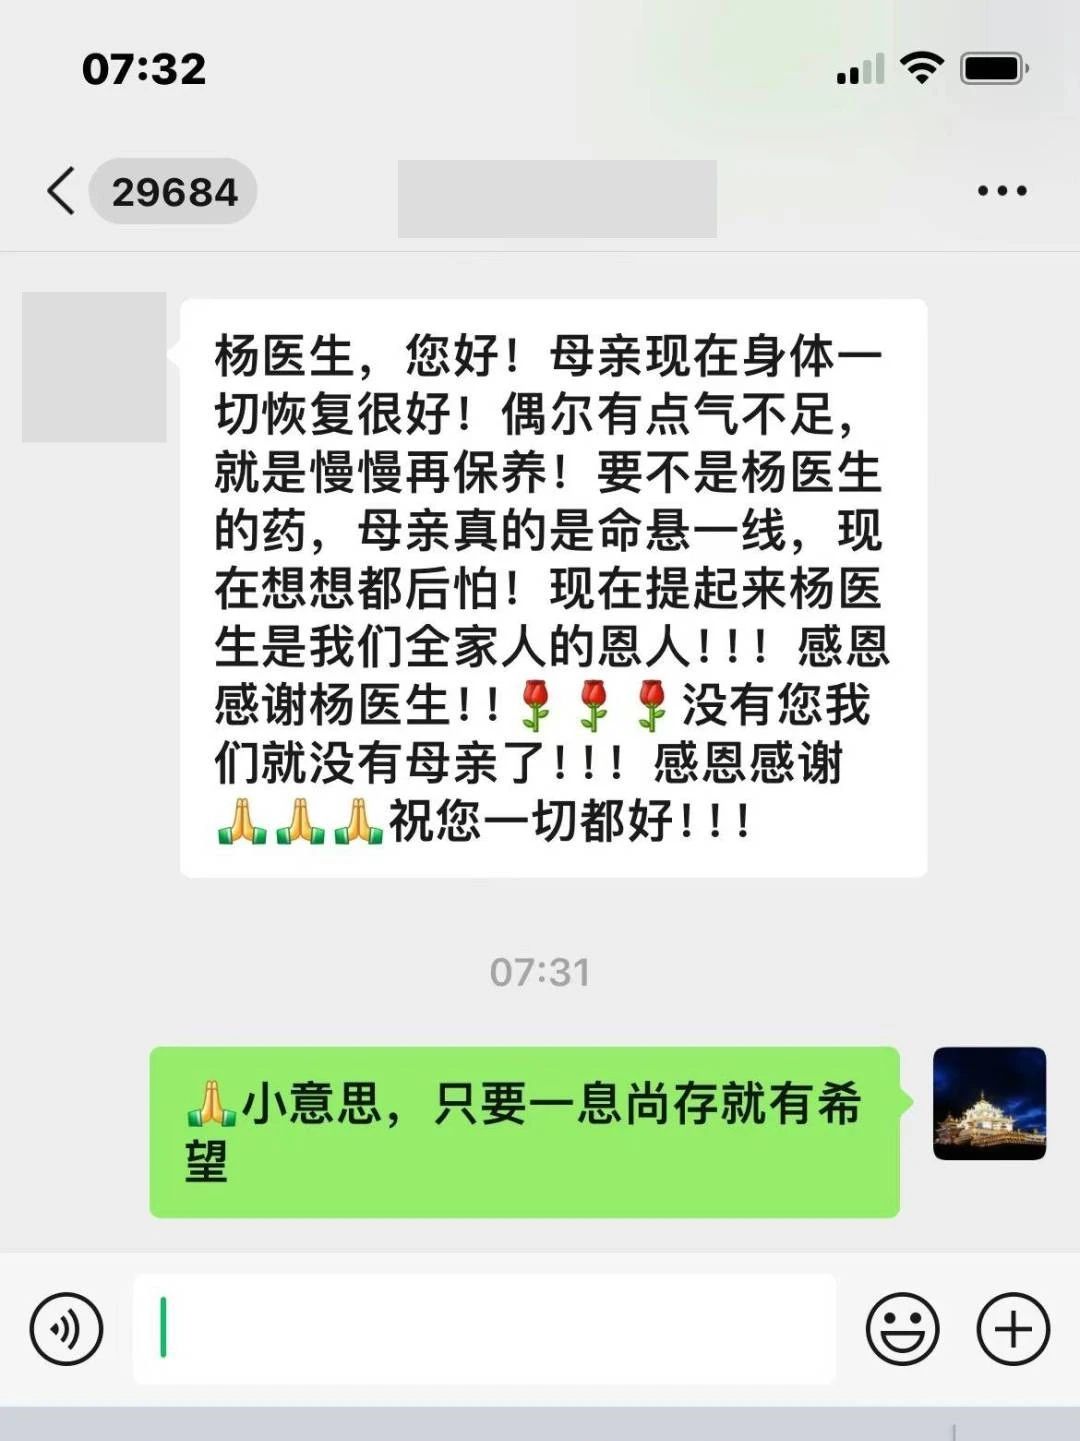 07:32
29684
杨医生，您好！母亲现在身体一
切恢复很好！偶尔有点气不足，
就是慢慢再保养！要不是杨医生
的药，母亲真的是命悬一线，现
在想想都后怕！现在提起来杨医
生是我们全家人的恩人！！！感恩
感谢杨医生！！🌹🌹🌹没有您我
们就没有母亲了！！！感恩感谢
🙏🙏🙏祝您一切都好！！！
07:31
🙏小意思，只要一息尚存就有希
望